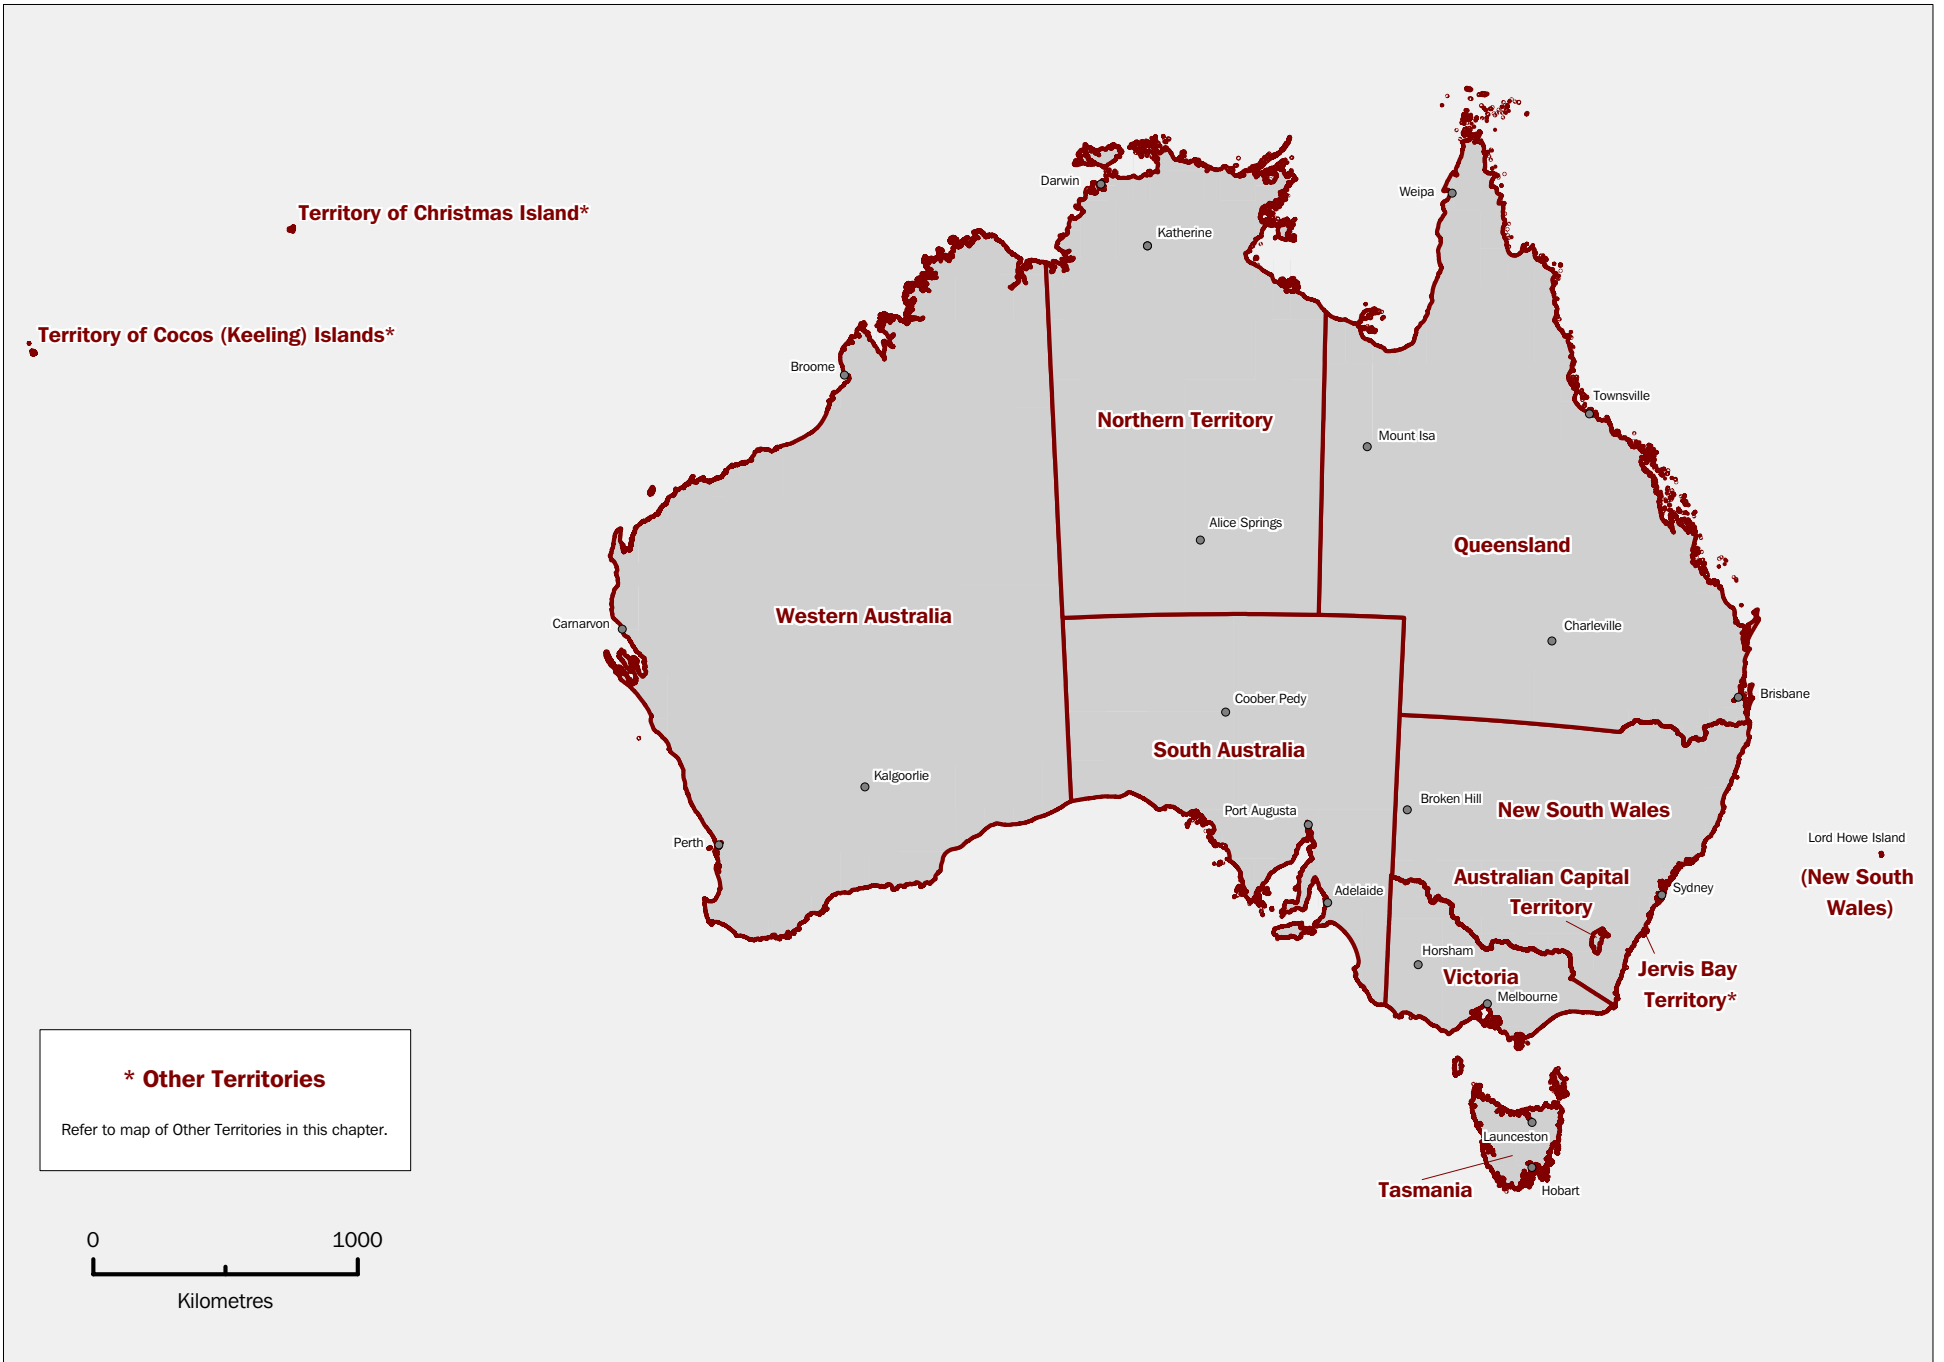 Darwin
Weipa
Territory of Christmas Island*
Katherine
Territory of Cocos (Keeling) Islands*
Broome
Townsville
Northern Territory
Mount Isa
Alice Springs
Queensland
Western Australia
Carnarvon
Charleville
Brisbane
Coober Pedy
South Australia
Kalgoorlie
Broken Hill
New South Wales
Port Augusta
Lord Howe Island
(New South
Wales)
Perth
Australian Capital
Territory
Sydney
Adelaide
Horsham
Victoria
Jervis Bay
Territory*
Melbourne
* Other Territories
Refer to map of Other Territories in this chapter.
Launceston
Tasmania
Hobart
0 1000
Kilometres